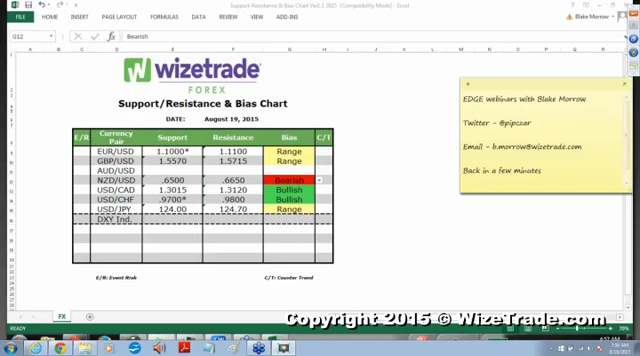 Support-Resistance & Bias Chart Ver1.2 2015 [Compatibility Mode] - Excel
FILE HOME INSERT PAGE LAYOUT FORMULAS DATA REVIEW VIEW ADD-INS
Blake Morrow
G12 Bearish
wizetrade
FOREX
Support/Resistance & Bias Chart
DATE: August 19, 2015
E/R Currency Pair Support Resistance Bias C/T
EUR/USD 1.1000* 1.1100 Range
GBP/USD 1.5570 1.5715 Range
AUD/USD
NZD/USD .6500 .6650 Bearish
USD/CAD 1.3015 1.3120 Bullish
USD/CHF .9700* .9800 Bullish
USD/JPY 124.00 124.70 Range
DXY Ind.
E/R: Event Risk C/T: Counter Trend
EDGE webinars with Blake Morrow
Twitter - @pipczar
Email - b.morrow@wizetrade.com
Back in a few minutes
FX
READY
70%
Copyright 2015 © WizeTrade.com